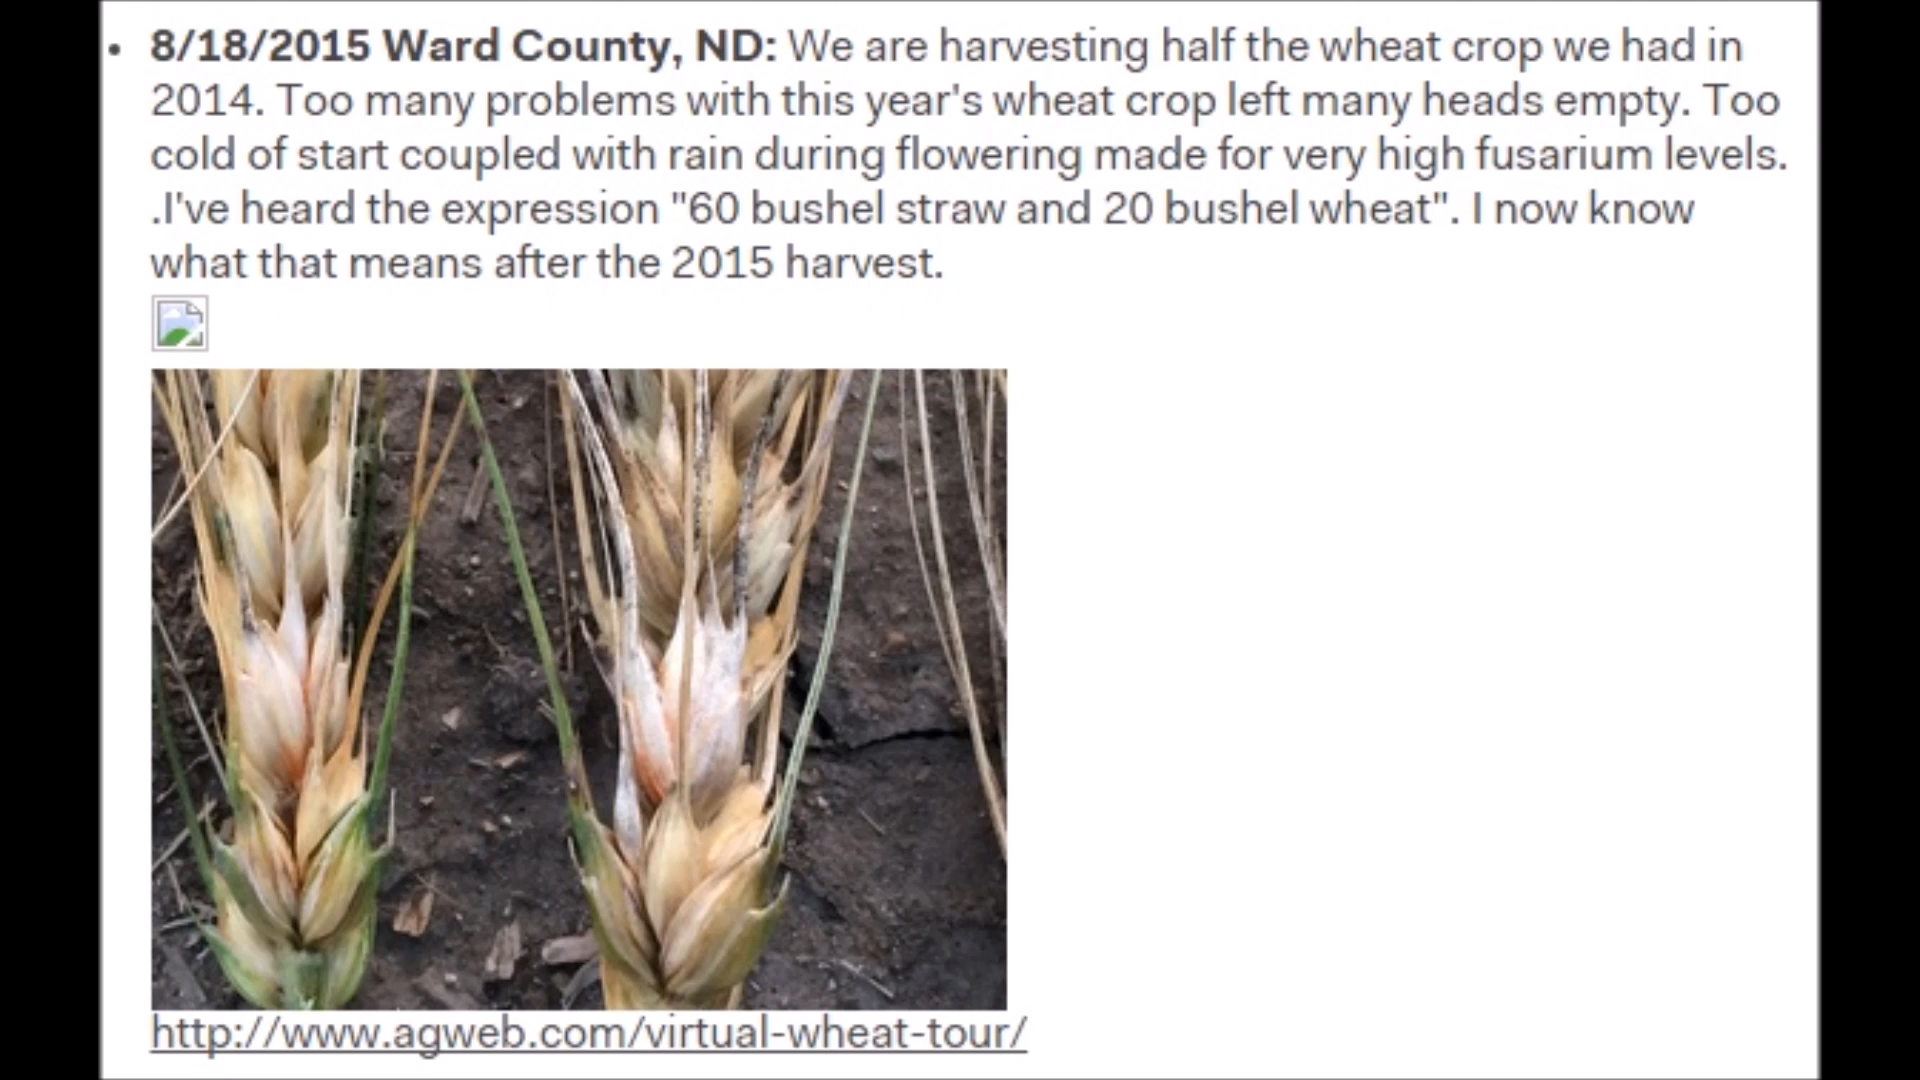 • 8/18/2015 Ward County, ND: We are harvesting half the wheat crop we had in
2014. Too many problems with this year's wheat crop left many heads empty. Too
cold of start coupled with rain during flowering made for very high fusarium levels.
.I've heard the expression "60 bushel straw and 20 bushel wheat". I now know
what that means after the 2015 harvest.
http://www.agweb.com/virtual-wheat-tour/